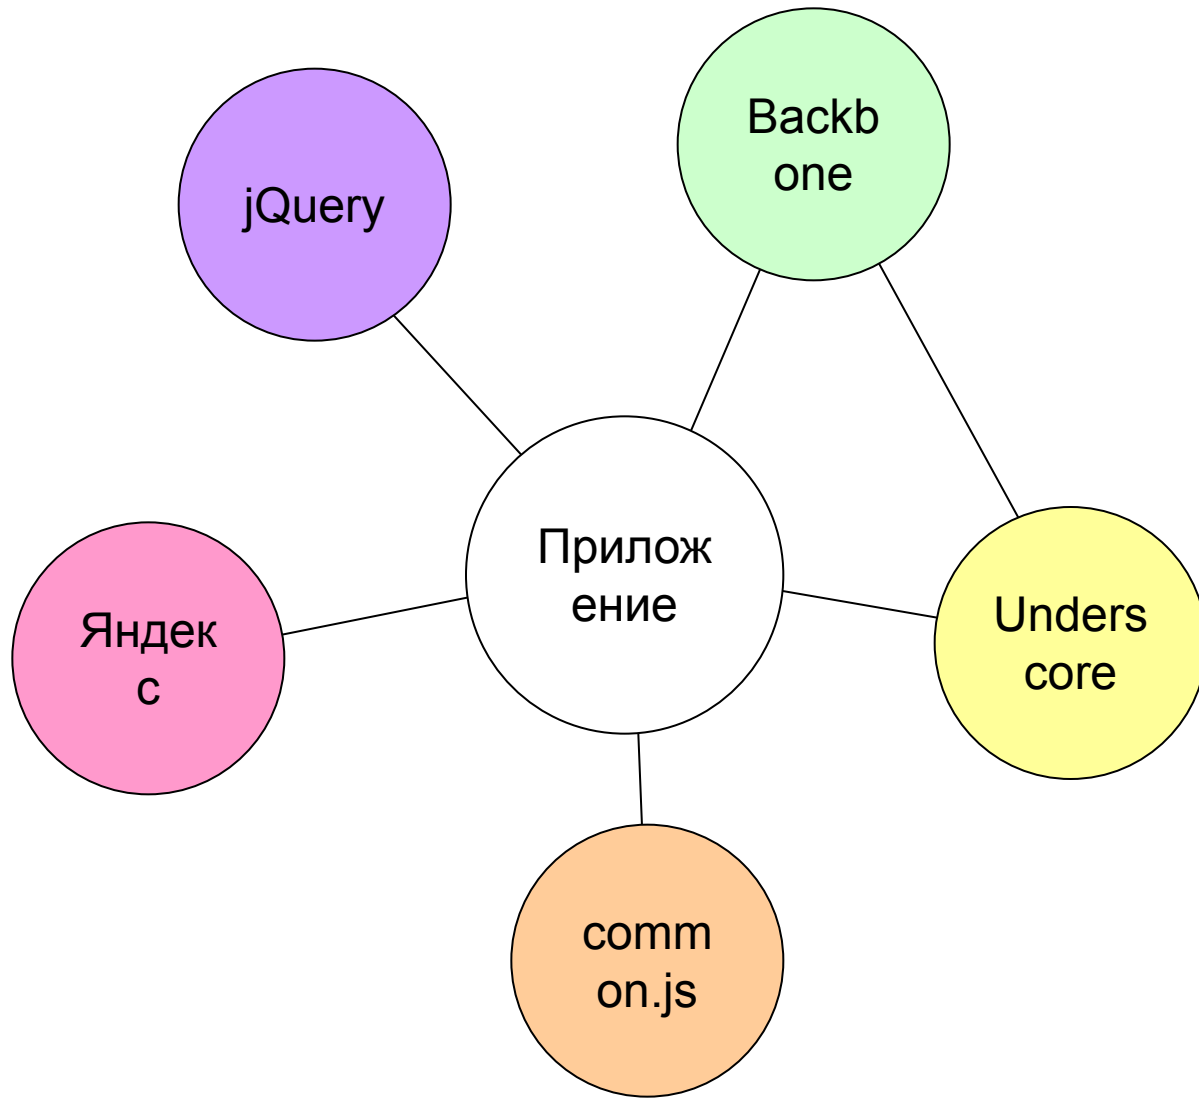 Backb
one
jQuery
Прилож
ение
Яндек
с
Unders
core
comm
on.js